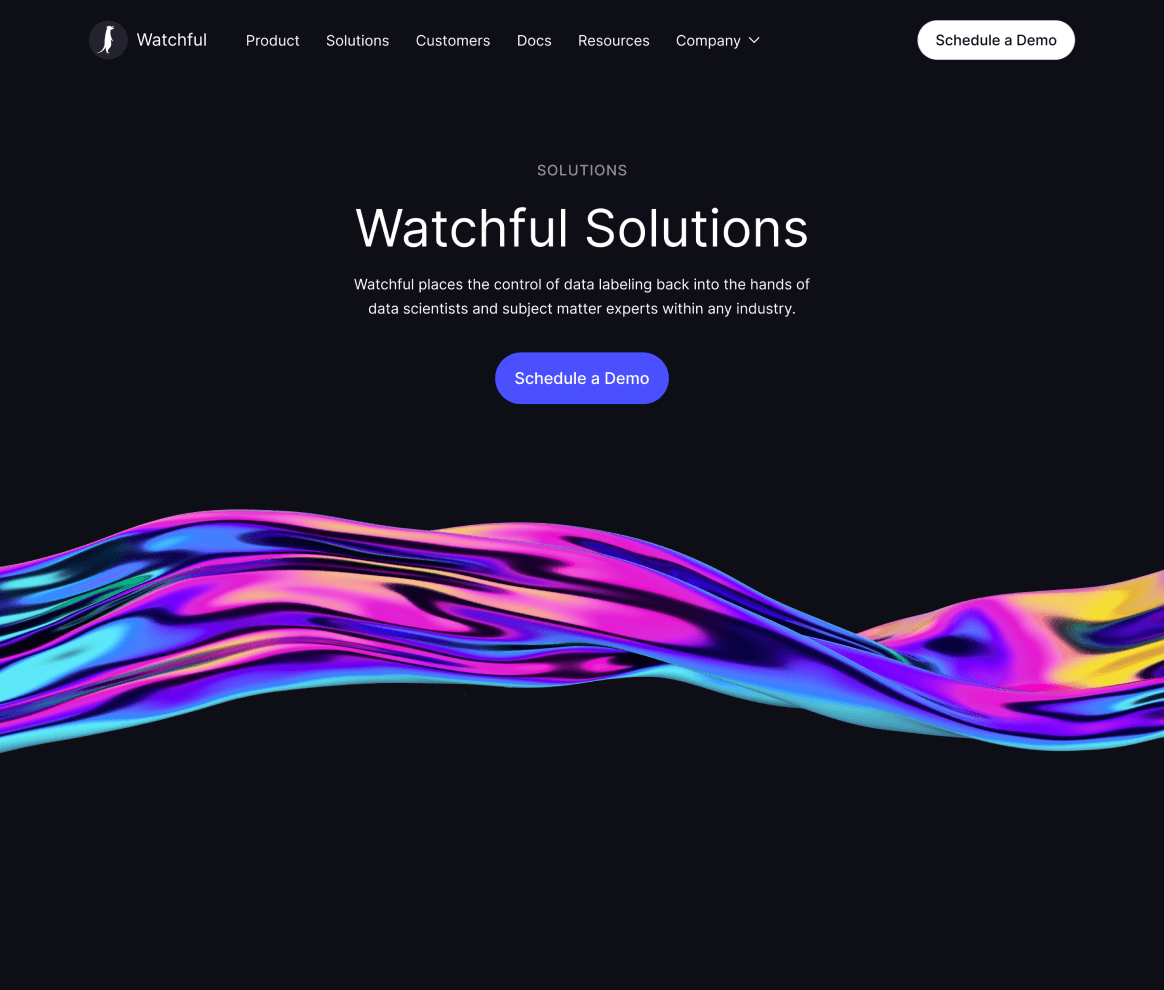 Watchful
Product
Solutions
Customers
Docs
Resources
Company
Schedule a Demo
SOLUTIONS
Watchful Solutions
Watchful places the control of data labeling back into the hands of
data scientists and subject matter experts within any industry.
Schedule a Demo